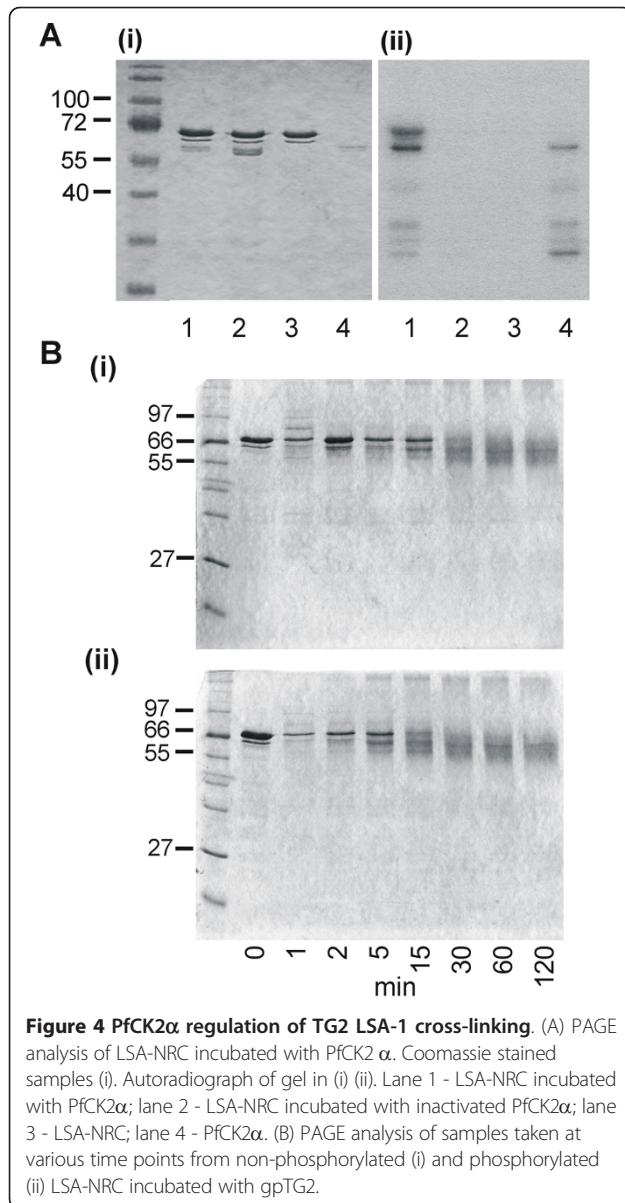 A (i) (ii)
100
72
55
40
1 2 3 4 1 2 3 4
B (i)
97
66
55
27
(ii)
97
66
55
27
0 1 2 5 15 30 60 120
min
Figure 4 PfCK2α regulation of TG2 LSA-1 cross-linking. (A) PAGE
analysis of LSA-NRC incubated with PfCK2 α. Coomassie stained
samples (i). Autoradiograph of gel in (i) (ii). Lane 1 - LSA-NRC incubated
with PfCK2α; lane 2 - LSA-NRC incubated with inactivated PfCK2α; lane
3 - LSA-NRC; lane 4 - PfCK2α. (B) PAGE analysis of samples taken at
various time points from non-phosphorylated (i) and phosphorylated
(ii) LSA-NRC incubated with gpTG2.